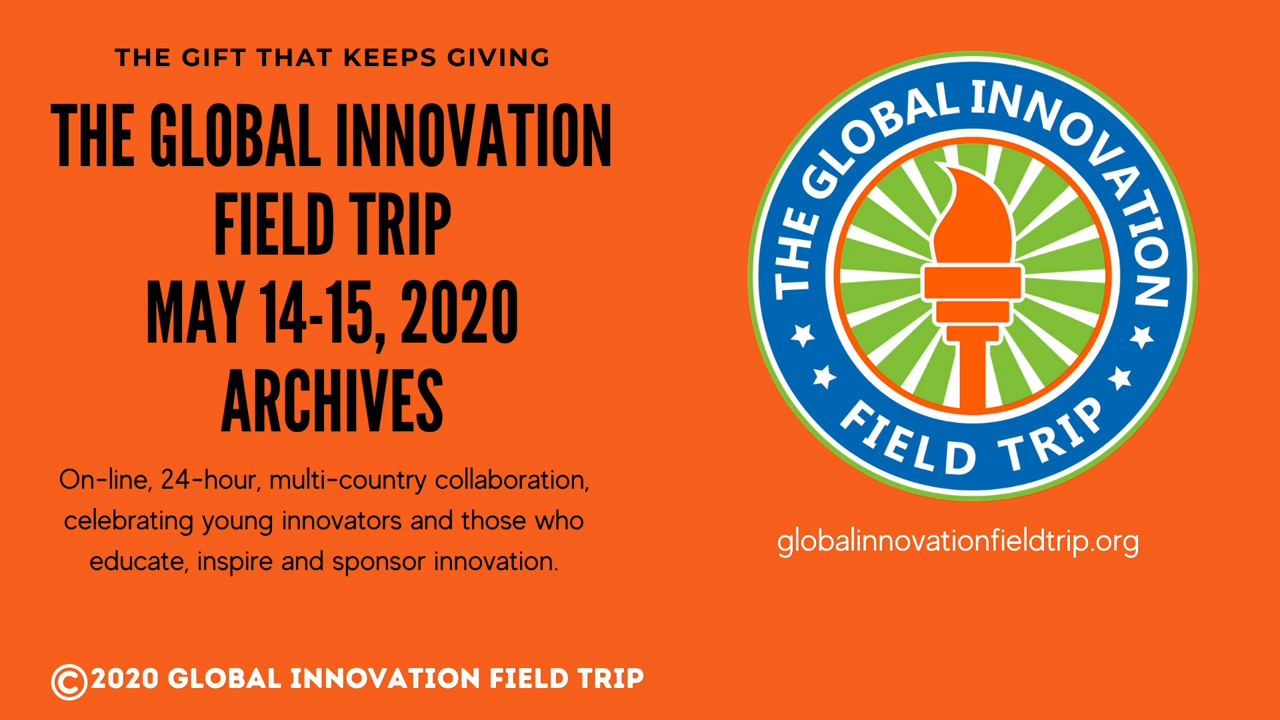 THE GIFT THAT KEEPS GIVING
THE GLOBAL INNOVATION
FIELD TRIP
MAY 14-15, 2020
ARCHIVES
On-line, 24-hour, multi-country collaboration,
celebrating young innovators and those who
educate, inspire and sponsor innovation.
THE GLOBAL INNOVATION
FIELD TRIP
globalinnovationfieldtrip.org
©2020 GLOBAL INNOVATION FIELD TRIP